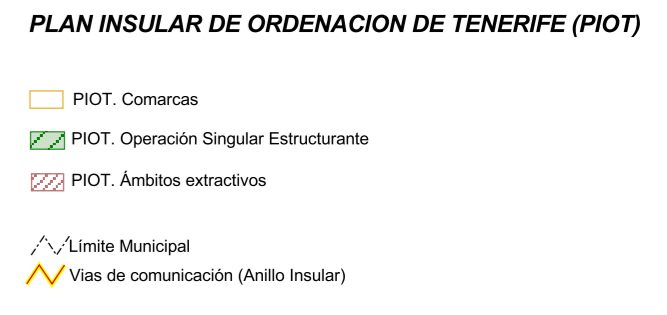 PLAN INSULAR DE ORDENACION DE TENERIFE (PIOT)
PIOT. Comarcas
PIOT. Operación Singular Estructurante
PIOT. Ámbitos extractivos
Límite Municipal
Vias de comunicación (Anillo Insular)